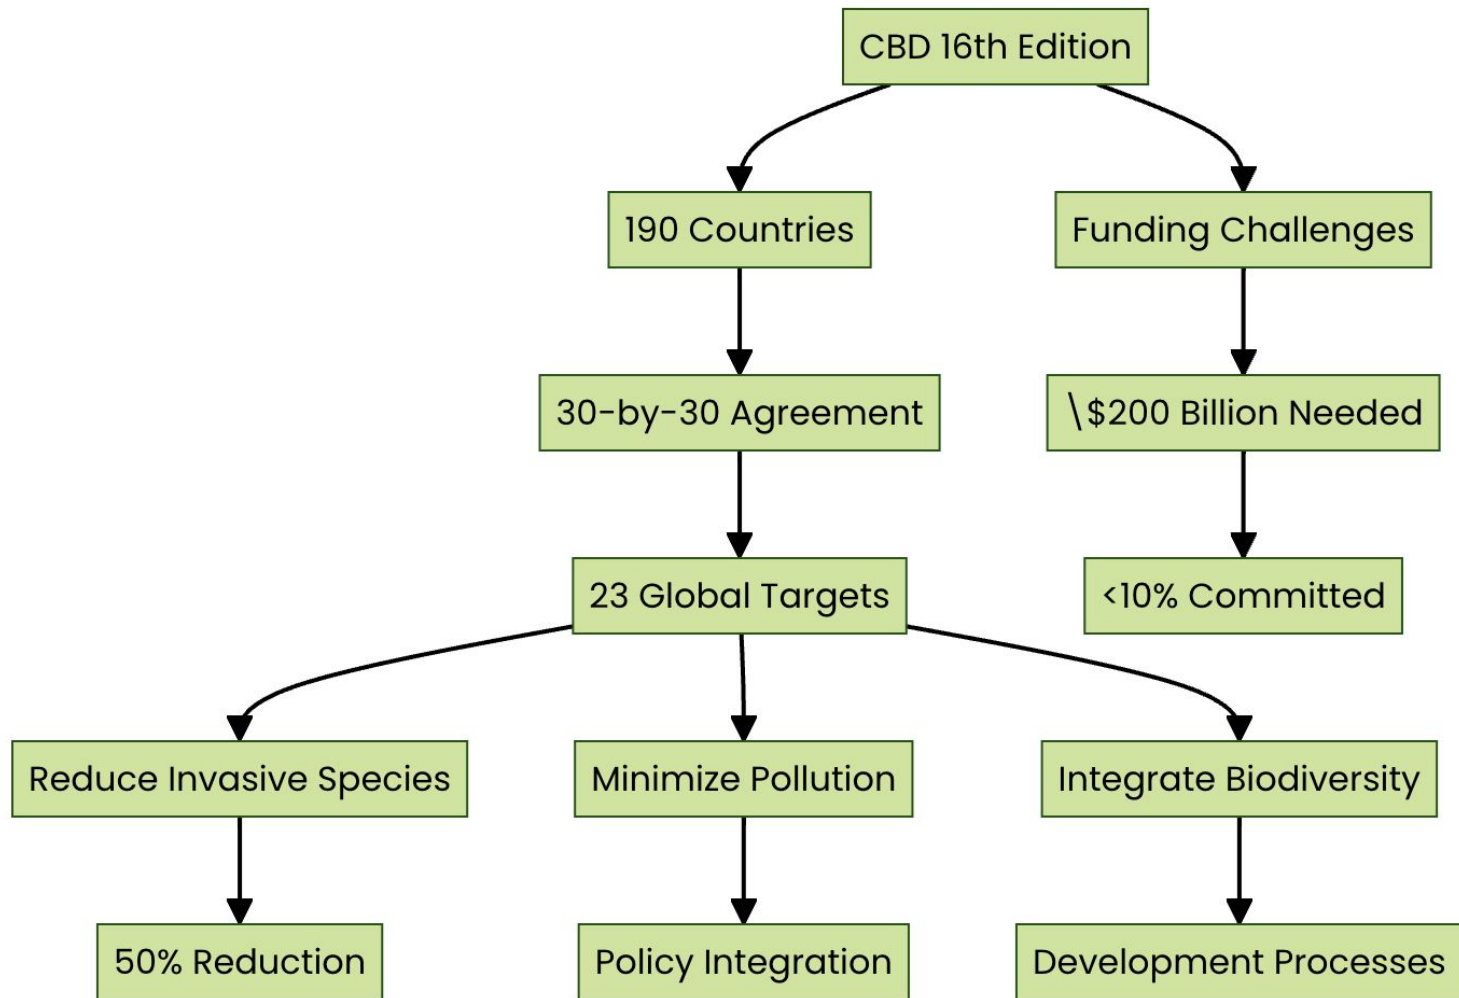 CBD 16th Edition
190 Countries
Funding Challenges
30-by-30 Agreement
\$200 Billion Needed
23 Global Targets
<10% Committed
Reduce Invasive Species
Minimize Pollution
Integrate Biodiversity
50% Reduction
Policy Integration
Development Processes